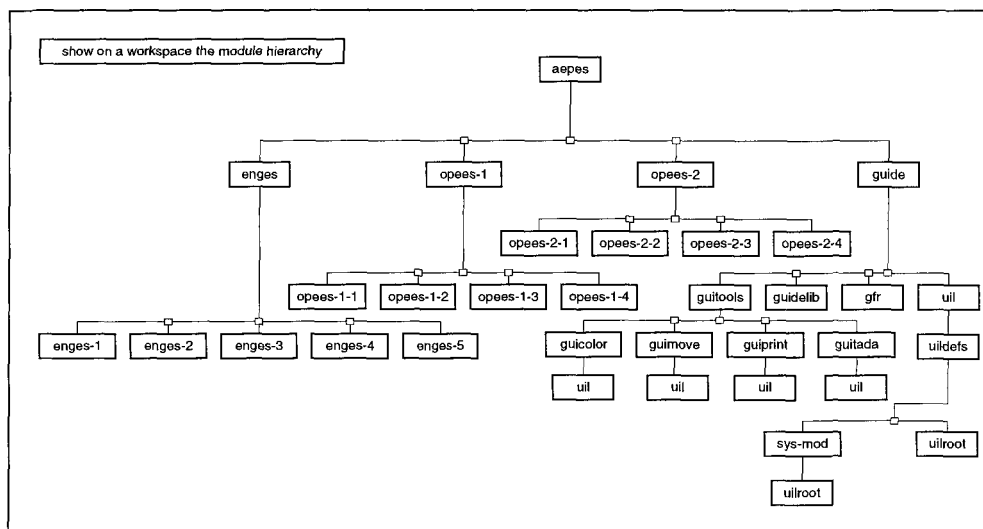 show on a workspace the module hierarchy
aepes
enges
opees-1
opees-2
guide
opees-2-1
opees-2-2
opees-2-3
opees-2-4
opees-1-1
opees-1-2
opees-1-3
opees-1-4
guitools
guidelib
gfr
uil
enges-1
enges-2
enges-3
enges-4
enges-5
guicolor
guimove
guiprint
guitada
uildefs
uil
uil
uil
uil
sys-mod
uilroot
uilroot